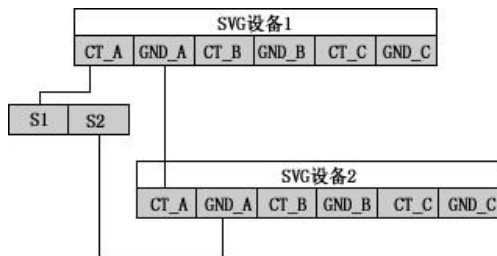 SVG设备1
CT_A GND_A CT_B GND_B CT_C GND_C
S1 S2
SVG设备2
CT_A GND_A CT_B GND_B CT_C GND_C